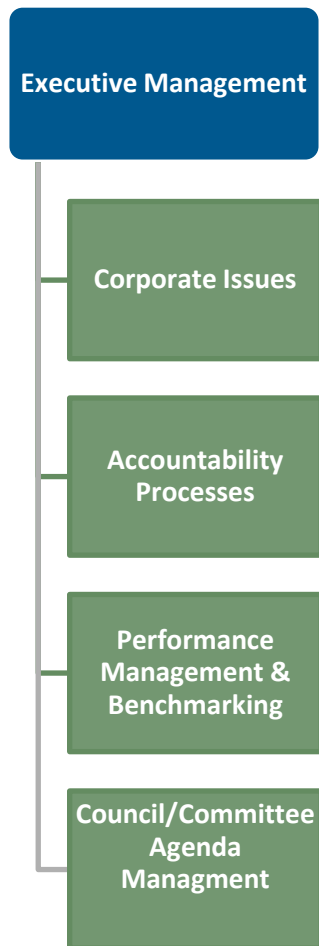 Executive Management
Corporate Issues
Accountability
Processes
Performance
Management &
Benchmarking
Council/Committee
Agenda
Managment